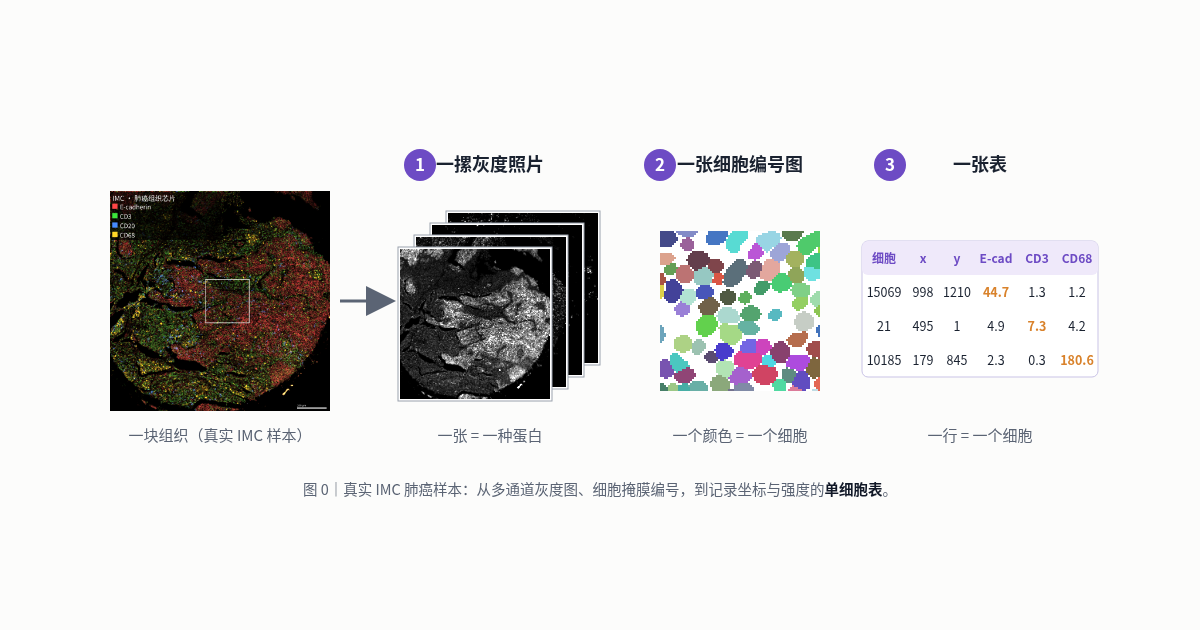 1 一摞灰度照片
2 一张细胞编号图
3 一张表
IMC · 肺癌组织芯片
E-cadherin
CD3
CD20
CD68
细胞 x y E-cad CD3 CD68
15069 998 1210 44.7 1.3 1.2
21 495 1 4.9 7.3 4.2
10185 179 845 2.3 0.3 180.6
一块组织（真实 IMC 样本）
一张 = 一种蛋白
一个颜色 = 一个细胞
一行 = 一个细胞
图 0｜真实 IMC 肺癌样本：从多通道灰度图、细胞掩膜编号，到记录坐标与强度的单细胞表。